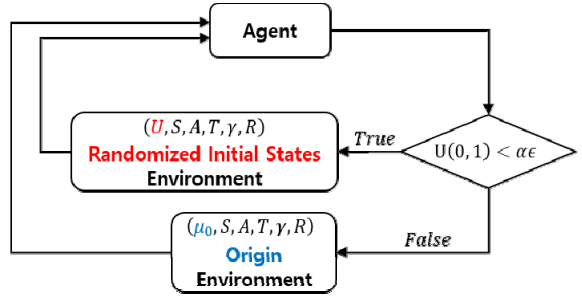 Agent
(U, S, A, T, γ, R)
Randomized Initial States
Environment
True
U(0, 1) < αϵ
False
(μ₀, S, A, T, γ, R)
Origin
Environment